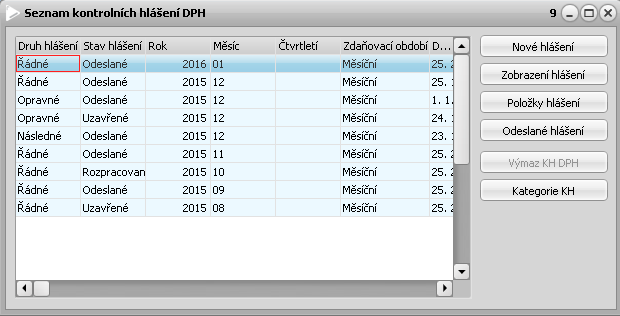 Seznam kontrolních hlášení DPH 9
Druh hlášení Stav hlášení Rok Měsíc Čtvrtletí Zdaňovací období D...
Řádné Odeslané 2016 01 Měsíční 25. 2
Řádné Odeslané 2015 12 Měsíční 25. 1
Opravné Odeslané 2015 12 Měsíční 1. 1.
Opravné Uzavřené 2015 12 Měsíční 24. 1
Následné Odeslané 2015 12 Měsíční 23. 1
Řádné Odeslané 2015 11 Měsíční 25. 2
Řádné Rozpracovan 2015 10 Měsíční 25. 2
Řádné Odeslané 2015 09 Měsíční 25. 2
Řádné Uzavřené 2015 08 Měsíční 25. 2
Nové hlášení
Zobrazení hlášení
Položky hlášení
Odeslané hlášení
Výmaz KH DPH
Kategorie KH